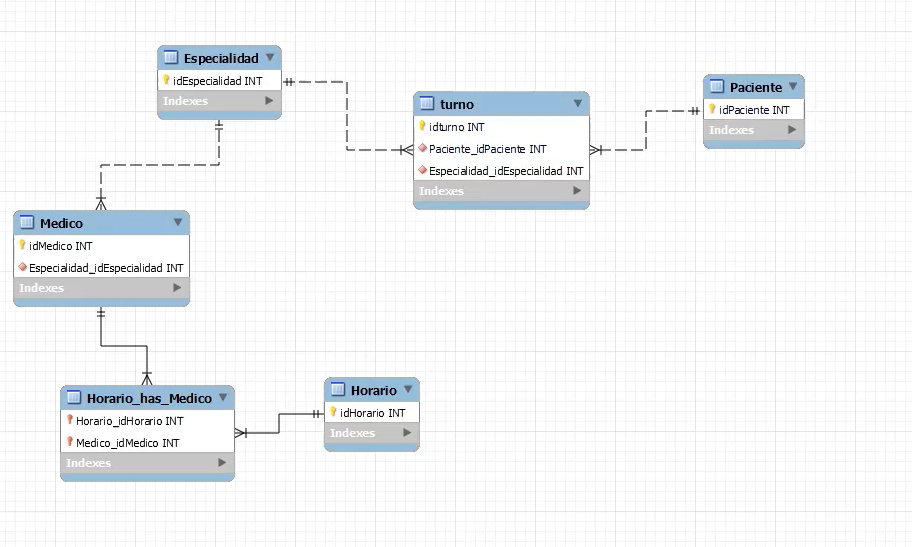 Especialidad
idEspecialidad INT
Indexes
turno
idturno INT
Paciente_idPaciente INT
Especialidad_idEspecialidad INT
Indexes
Paciente
idPaciente INT
Indexes
Medico
idMedico INT
Especialidad_idEspecialidad INT
Indexes
Horario_has_Medico
Horario_idHorario INT
Medico_idMedico INT
Indexes
Horario
idHorario INT
Indexes